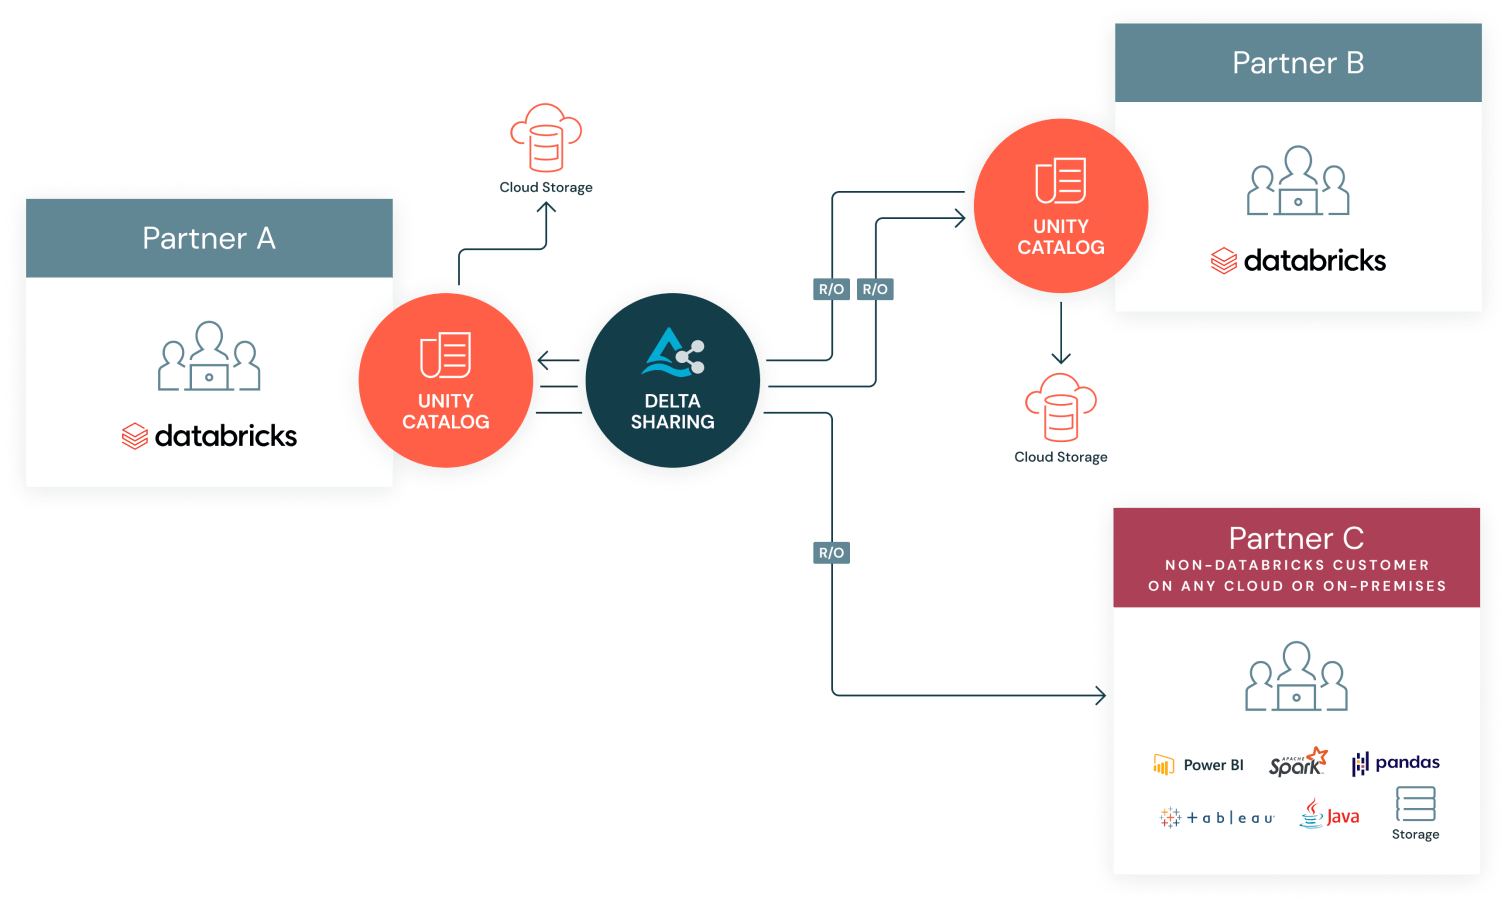 Partner A
databricks
Cloud Storage
UNITY
CATALOG
DELTA
SHARING
R/O
R/O
R/O
UNITY
CATALOG
Cloud Storage
Partner B
databricks
Partner C
NON-DATABRICKS CUSTOMER
ON ANY CLOUD OR ON-PREMISES
Power BI
APACHE
Spark
pandas
+ableau
Java
Storage